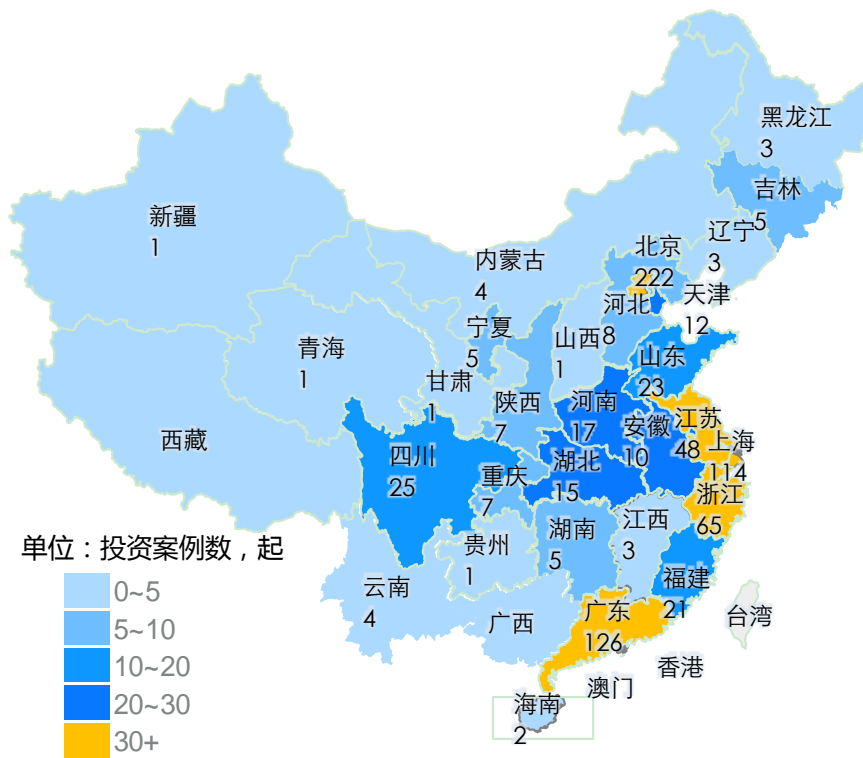 黑龙江
3
吉林
5
辽宁
3
新疆
1
内蒙古
4
北京
222
天津
12
河北
8
宁夏
5
山西
1
青海
1
甘肃
1
陕西
7
山东
23
河南
17
安徽
10
江苏
48
上海
114
西藏
四川
25
重庆
7
湖北
15
浙江
65
湖南
5
江西
3
贵州
1
云南
4
福建
21
广西
广东
126
台湾
香港
澳门
海南
2
单位：投资案例数，起
0~5
5~10
10~20
20~30
30+